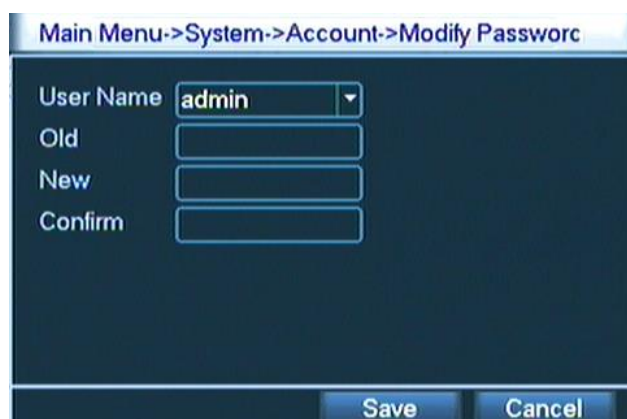 Main Menu->System->Account->Modify Passworc
User Name admin
Old
New
Confirm
Save Cancel